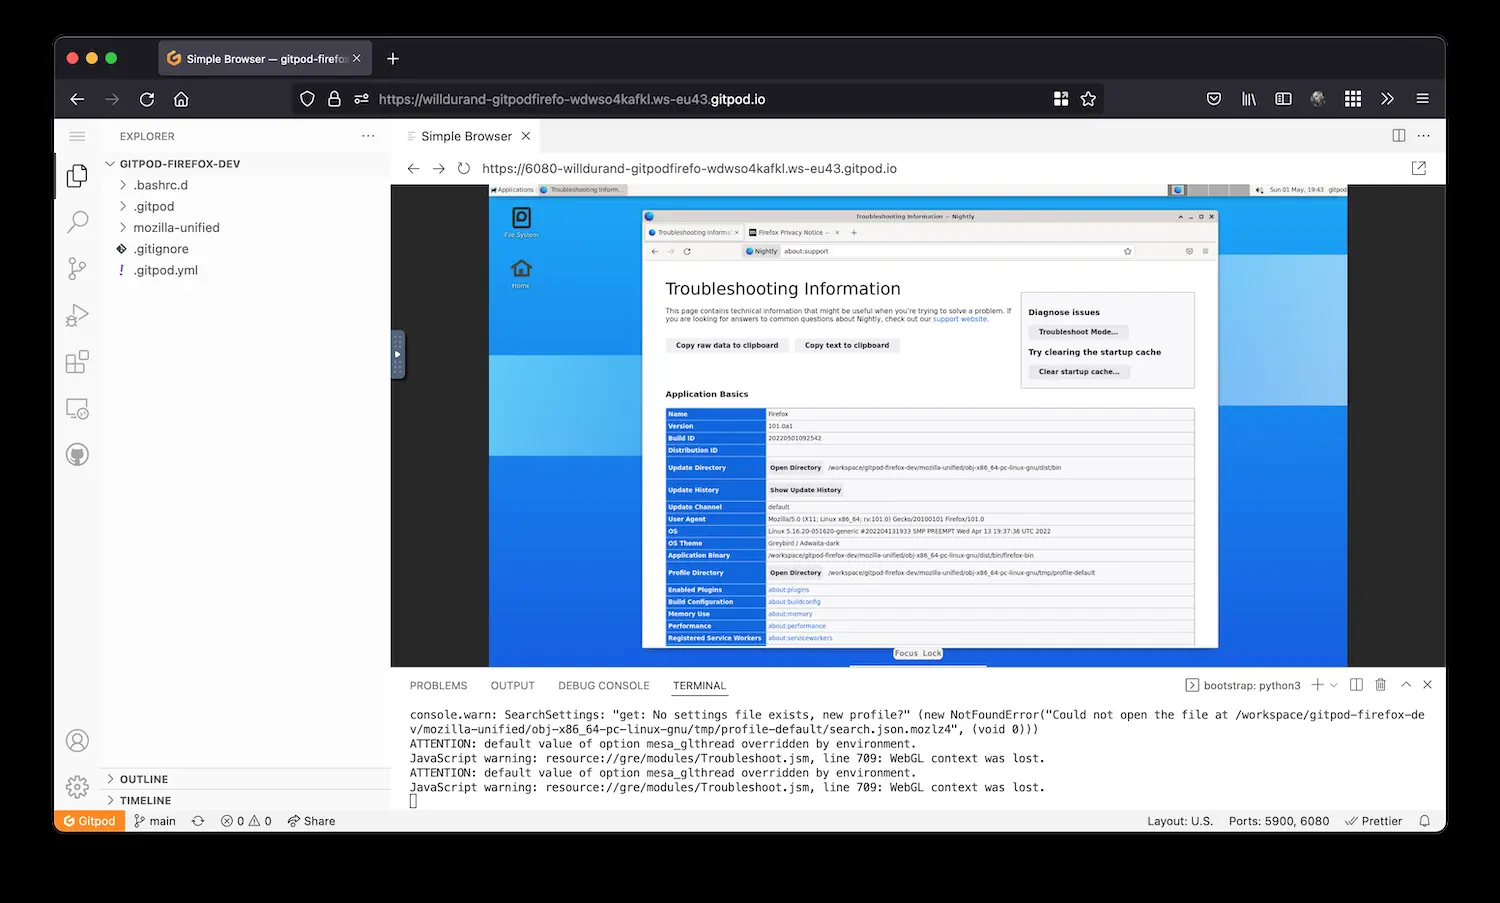 Simple Browser — gitpod-firefo
https://willdurand-gitpodfirefo-wdwso4kafkl.ws-eu43.gitpod.io
EXPLORER
GITPOD-FIREFOX-DEV
.bashrc.d
.gitpod
mozilla-unified
.gitignore
.gitpod.yml
OUTLINE
TIMELINE
Simple Browser
https://6080-willdurand-gitpodfirefo-wdwso4kafkl.ws-eu43.gitpod.io
Applications
Troubleshooting Inform...
Sun 01 May, 19:43 gitpod
File System
Home
Troubleshooting Information — Nightly
Troubleshooting Informa
Firefox Privacy Notice —
Nightly
about:support
Troubleshooting Information
This page contains technical information that might be useful when you're trying to solve a problem. If
you are looking for answers to common questions about Nightly, check out our support website.
Copy raw data to clipboard
Copy text to clipboard
Diagnose issues
Troubleshoot Mode...
Try clearing the startup cache
Clear startup cache...
Application Basics
Name Firefox
Version 101.0a1
Build ID 20220501092542
Distribution ID
Update Directory Open Directory /workspace/gitpod-firefox-dev/mozilla-unified/obj-x86_64-pc-linux-gnu/dist/bin
Update History Show Update History
Update Channel default
User Agent Mozilla/5.0 (X11; Linux x86_64; rv:101.0) Gecko/20100101 Firefox/101.0
OS Linux 5.16.20-051620-generic #202204131933 SMP PREEMPT Wed Apr 13 19:37:36 UTC 2022
OS Theme Greybird / Adwaita-dark
Application Binary /workspace/gitpod-firefox-dev/mozilla-unified/obj-x86_64-pc-linux-gnu/dist/bin/firefox-bin
Profile Directory Open Directory /workspace/gitpod-firefox-dev/mozilla-unified/obj-x86_64-pc-linux-gnu/tmp/profile-default
Enabled Plugins about:plugins
Build Configuration about:buildconfig
Memory Use about:memory
Performance about:performance
Registered Service Workers about:serviceworkers
Focus Lock
PROBLEMS OUTPUT DEBUG CONSOLE TERMINAL
bootstrap: python3
console.warn: SearchSettings: "get: No settings file exists, new profile?" (new NotFoundError("Could not open the file at /workspace/gitpod-firefox-de
v/mozilla-unified/obj-x86_64-pc-linux-gnu/tmp/profile-default/search.json.mozlz4", (void 0)))
ATTENTION: default value of option mesa_glthread overridden by environment.
JavaScript warning: resource://gre/modules/Troubleshoot.jsm, line 709: WebGL context was lost.
ATTENTION: default value of option mesa_glthread overridden by environment.
JavaScript warning: resource://gre/modules/Troubleshoot.jsm, line 709: WebGL context was lost.
Gitpod main 0 0 Share
Layout: U.S. Ports: 5900, 6080 Prettier